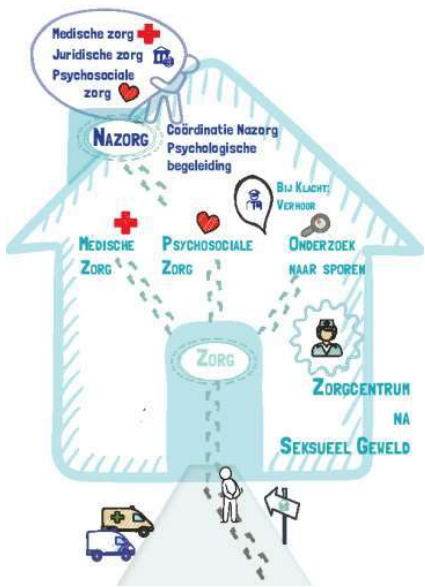 Medische zorg
Juridische zorg
Psychosociale
zorg
Nazorg
Coördinatie Nazorg
Psychologische
begeleiding
Bij Klacht:
Verhoor
Medische
Zorg
Psychosociale
Zorg
Onderzoek
naar sporen
Zorg
Zorgcentrum
na
Seksueel Geweld